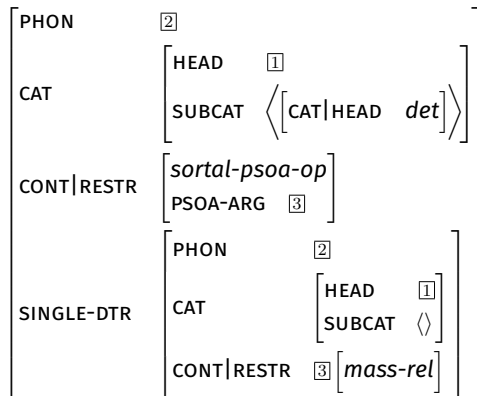 PHON 2
CAT HEAD 1
SUBCAT ⟨[CAT|HEAD det]⟩
CONT|RESTR sortal-psoa-op
PSOA-ARG 3
SINGLE-DTR PHON 2
CAT HEAD 1
SUBCAT ⟨⟩
CONT|RESTR 3 [mass-rel]